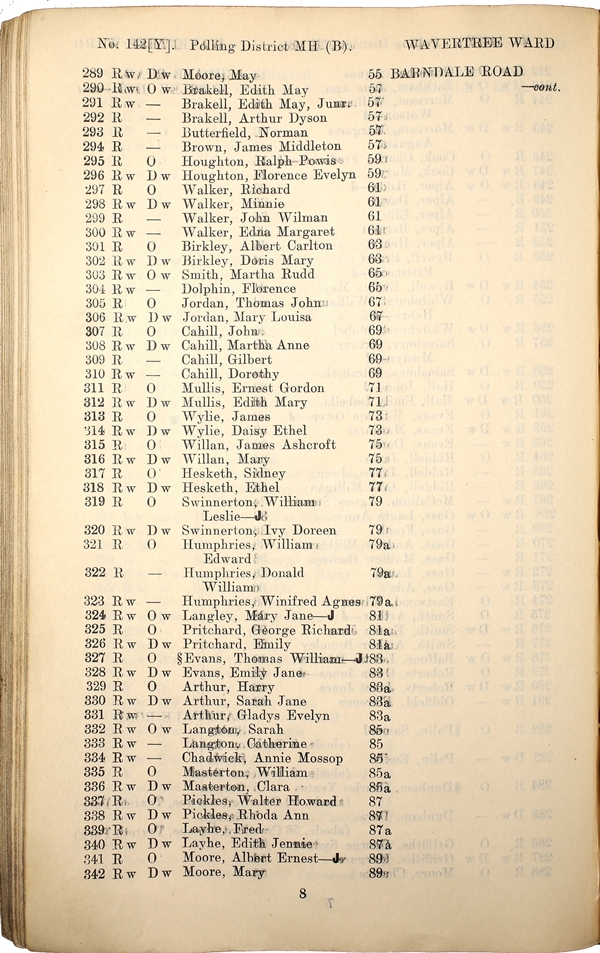 No. 142[Y]. Polling District MH (B). WAVERTREE WARD
289 R w D w Moore, May 55 BARNDALE ROAD
290 R w O w Brakell, Edith May 57 —cont.
291 R w — Brakell, Edith May, Junr. 57
292 R — Brakell, Arthur Dyson 57
293 R — Butterfield, Norman 57
294 R — Brown, James Middleton 57
295 R O Houghton, Ralph Powis 59
296 R w D w Houghton, Florence Evelyn 59
297 R O Walker, Richard 61
298 R w D w Walker, Minnie 61
299 R — Walker, John Wilman 61
300 R w — Walker, Edna Margaret 61
301 R O Birkley, Albert Carlton 63
302 R w D w Birkley, Doris Mary 63
303 R w O w Smith, Martha Rudd 65
304 R w — Dolphin, Florence 65
305 R O Jordan, Thomas John 67
306 R w D w Jordan, Mary Louisa 67
307 R O Cahill, John 69
308 R w D w Cahill, Martha Anne 69
309 R — Cahill, Gilbert 69
310 R w — Cahill, Dorothy 69
311 R O Mullis, Ernest Gordon 71
312 R w D w Mullis, Edith Mary 71
313 R O Wylie, James 73
314 R w D w Wylie, Daisy Ethel 73
315 R O Willan, James Ashcroft 75
316 R w D w Willan, Mary 75
317 R O Hesketh, Sidney 77
318 R w D w Hesketh, Ethel 77
319 R O Swinnerton, William 79
Leslie—J
320 R w D w Swinnerton, Ivy Doreen 79
321 R O Humphries, William 79a
Edward
322 R — Humphries, Donald 79a
William
323 R w — Humphries, Winifred Agnes 79a
324 R w O w Langley, Mary Jane—J 81
325 R O Pritchard, George Richard 81a
326 R w D w Pritchard, Emily 81a
327 R O §Evans, Thomas William—J 83
328 R w D w Evans, Emily Jane 83
329 R O Arthur, Harry 83a
330 R w D w Arthur, Sarah Jane 83a
331 R w — Arthur, Gladys Evelyn 83a
332 R w O w Langton, Sarah 85
333 R w — Langton, Catherine 85
334 R w — Chadwick, Annie Mossop 85
335 R O Masterton, William 85a
336 R w D w Masterton, Clara 85a
337 R O Pickles, Walter Howard 87
338 R w D w Pickles, Rhoda Ann 87
339 R O Layhe, Fred 87a
340 R w D w Layhe, Edith Jennie 87a
341 R O Moore, Albert Ernest—J 89
342 R w D w Moore, Mary 89
8